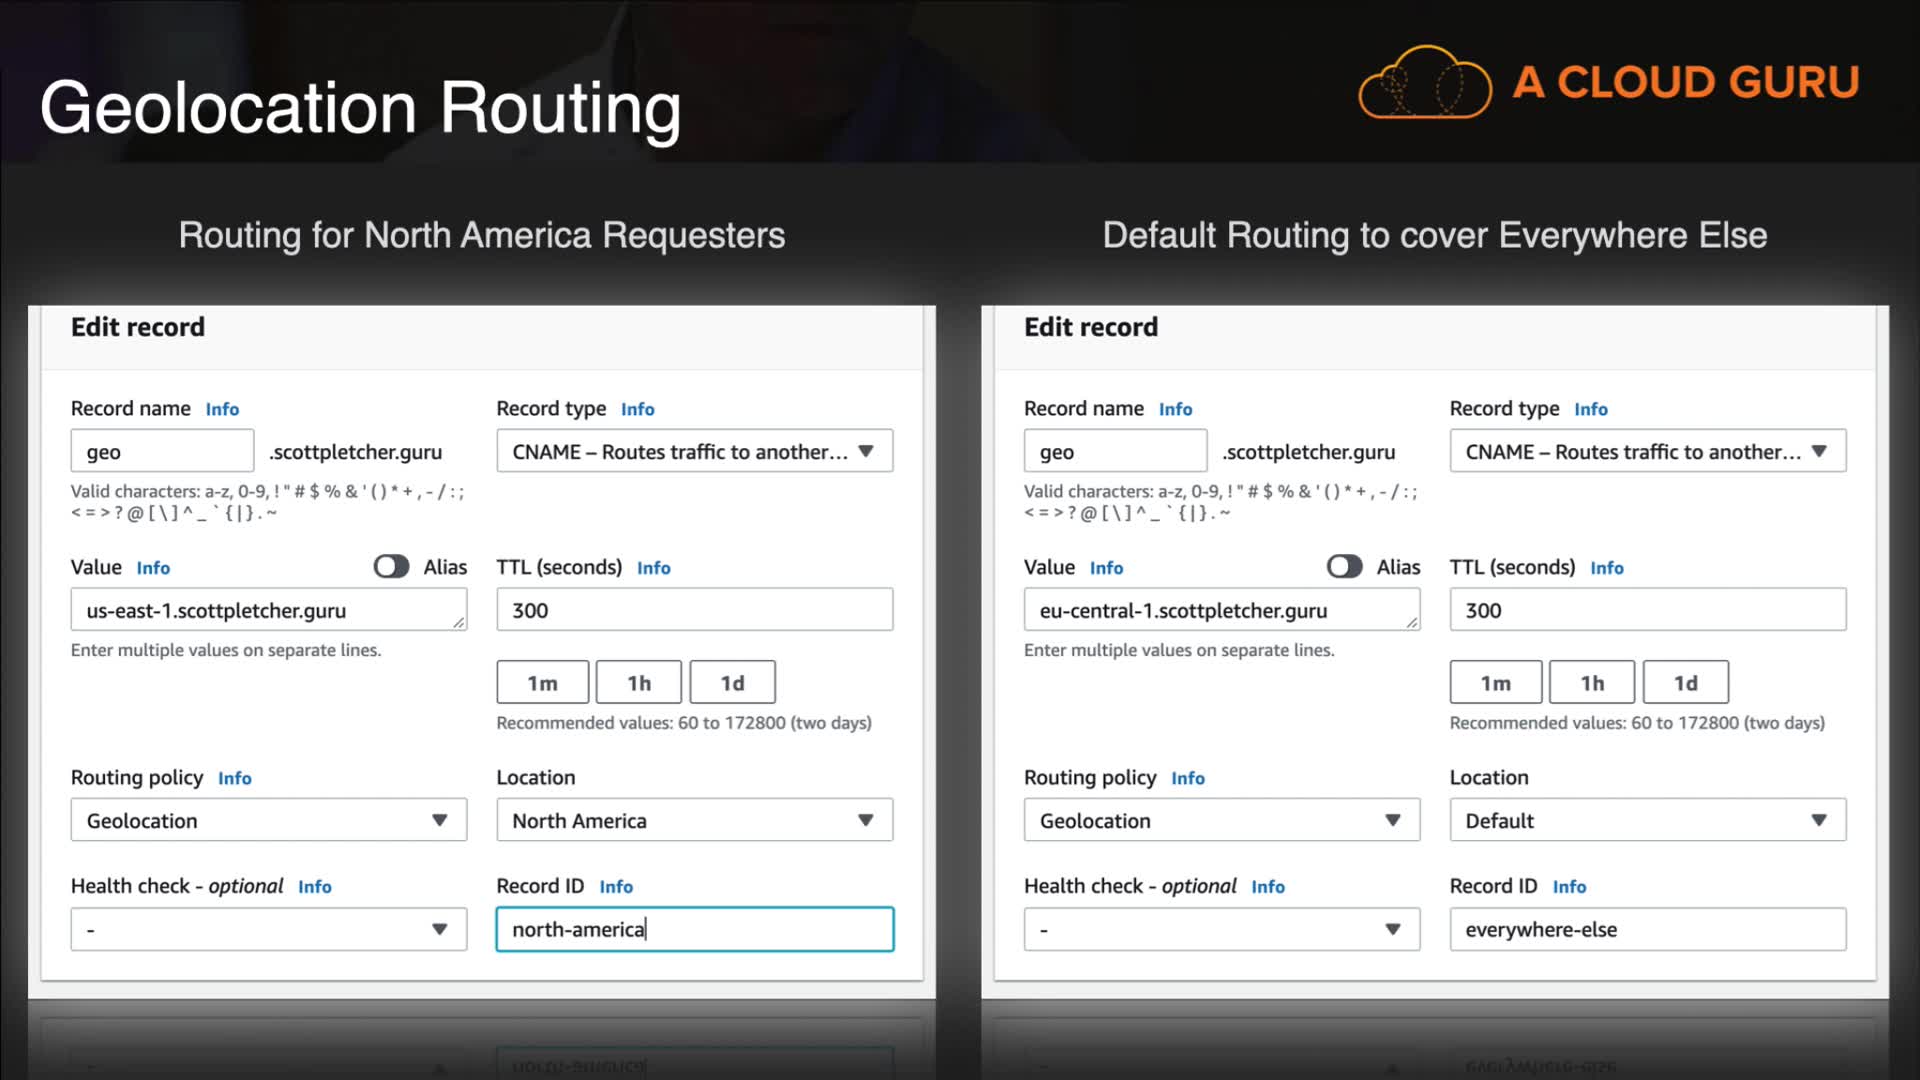 Geolocation Routing
A CLOUD GURU
Routing for North America Requesters
Edit record
Record name Info
Record type Info
geo .scottpletcher.guru
CNAME – Routes traffic to another...
Valid characters: a-z, 0-9, ! " # $ % & ' ( ) * + , - / : ;
< = > ? @ [ \ ] ^ _ ` { | } . ~
Value Info
Alias
TTL (seconds) Info
us-east-1.scottpletcher.guru
300
Enter multiple values on separate lines.
1m 1h 1d
Recommended values: 60 to 172800 (two days)
Routing policy Info
Location
Geolocation
North America
Health check - optional Info
Record ID Info
-
north-america
Default Routing to cover Everywhere Else
Edit record
Record name Info
Record type Info
geo .scottpletcher.guru
CNAME – Routes traffic to another...
Valid characters: a-z, 0-9, ! " # $ % & ' ( ) * + , - / : ;
< = > ? @ [ \ ] ^ _ ` { | } . ~
Value Info
Alias
TTL (seconds) Info
eu-central-1.scottpletcher.guru
300
Enter multiple values on separate lines.
1m 1h 1d
Recommended values: 60 to 172800 (two days)
Routing policy Info
Location
Geolocation
Default
Health check - optional Info
Record ID Info
-
everywhere-else